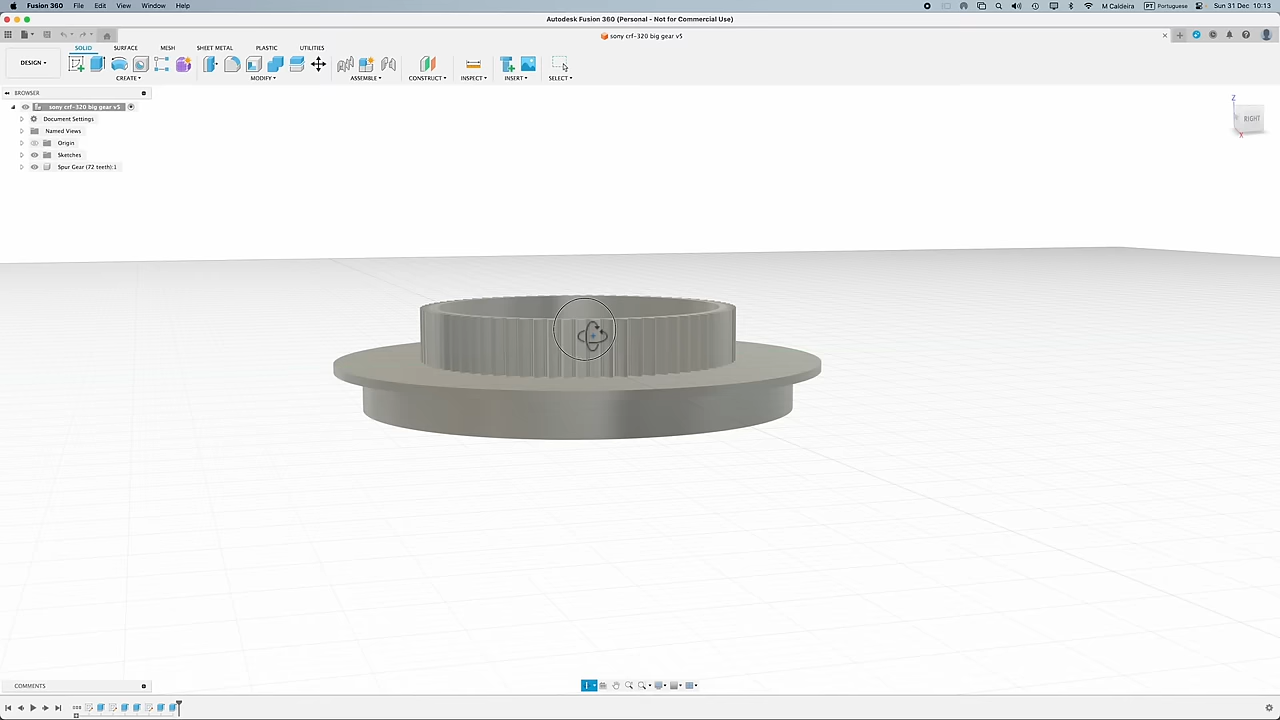 Fusion 360 File Edit View Window Help
M Caldeira PT Portuguese Sun 31 Dec 10:13
Autodesk Fusion 360 (Personal - Not for Commercial Use)
sony crf-320 big gear v5
DESIGN
SOLID SURFACE MESH SHEET METAL PLASTIC UTILITIES
CREATE MODIFY ASSEMBLE CONSTRUCT INSPECT INSERT SELECT
BROWSER
sony crf-320 big gear v5
Document Settings
Named Views
Origin
Sketches
Spur Gear (72 teeth):1
Z
RIGHT
X
COMMENTS